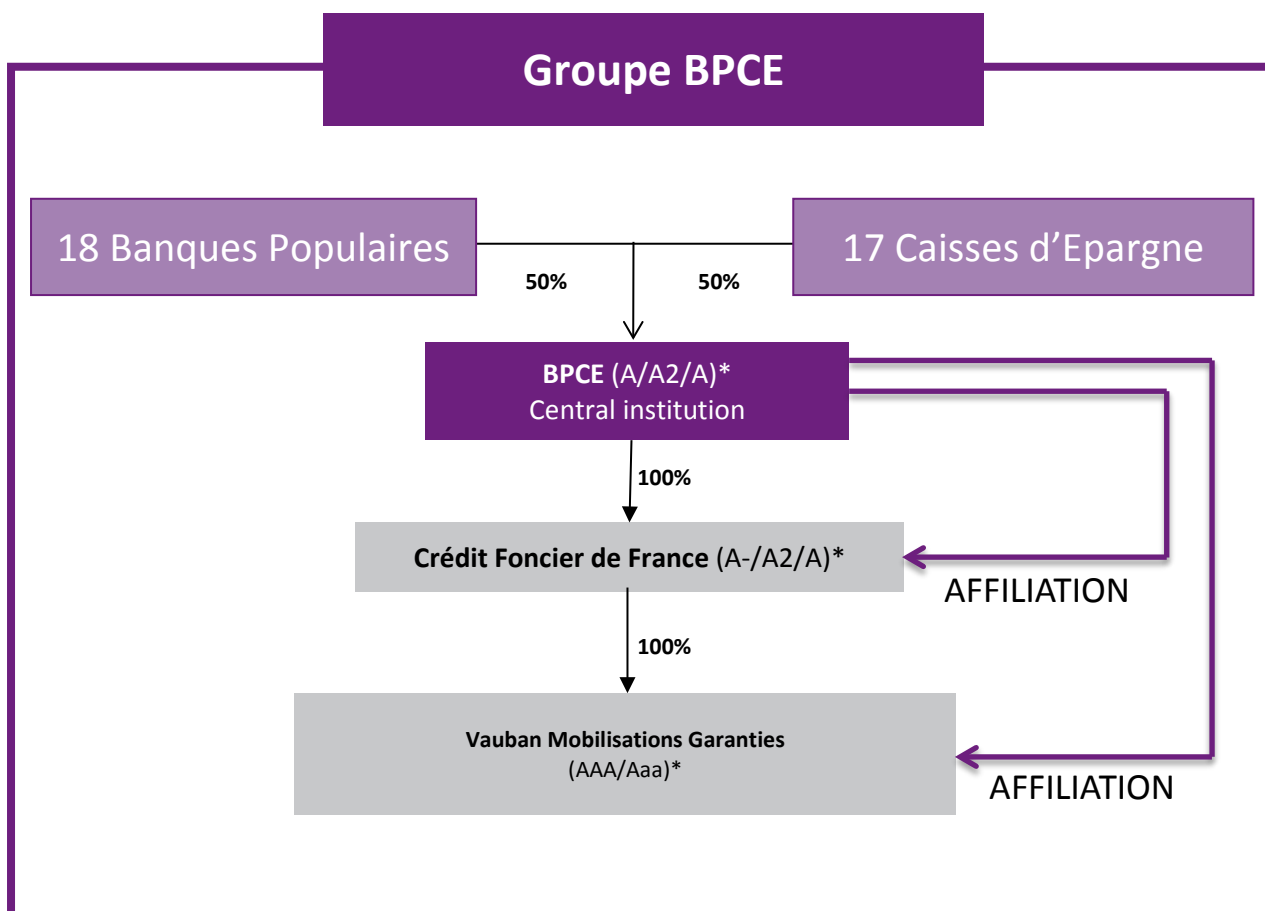 Groupe BPCE
18 Banques Populaires
17 Caisses d’Epargne
50%
50%
BPCE (A/A2/A)*
Central institution
100%
Crédit Foncier de France (A-/A2/A)*
AFFILIATION
100%
Vauban Mobilisations Garanties
(AAA/Aaa)*
AFFILIATION